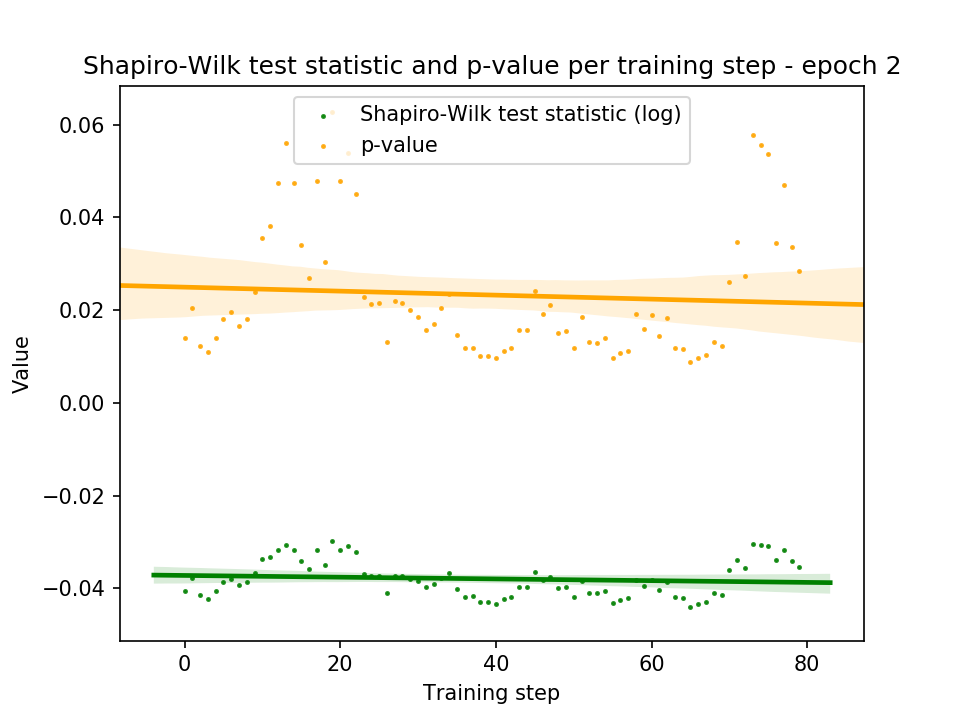 Shapiro-Wilk test statistic and p-value per training step - epoch 2
Shapiro-Wilk test statistic (log)
p-value
0.06
0.04
0.02
0.00
−0.02
−0.04
Value
0
20
40
60
80
Training step